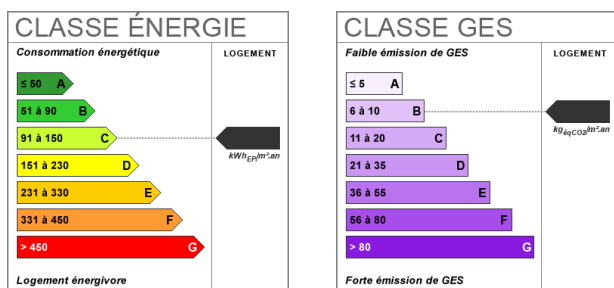 CLASSE ÉNERGIE
Consommation énergétique
LOGEMENT
≤ 50 A
51 à 90 B
91 à 150 C
kWhEP/m².an
151 à 230 D
231 à 330 E
331 à 450 F
> 450 G
Logement énergivore
CLASSE GES
Faible émission de GES
LOGEMENT
≤ 5 A
6 à 10 B
kgéqCO2/m².an
11 à 20 C
21 à 35 D
36 à 55 E
56 à 80 F
> 80 G
Forte émission de GES